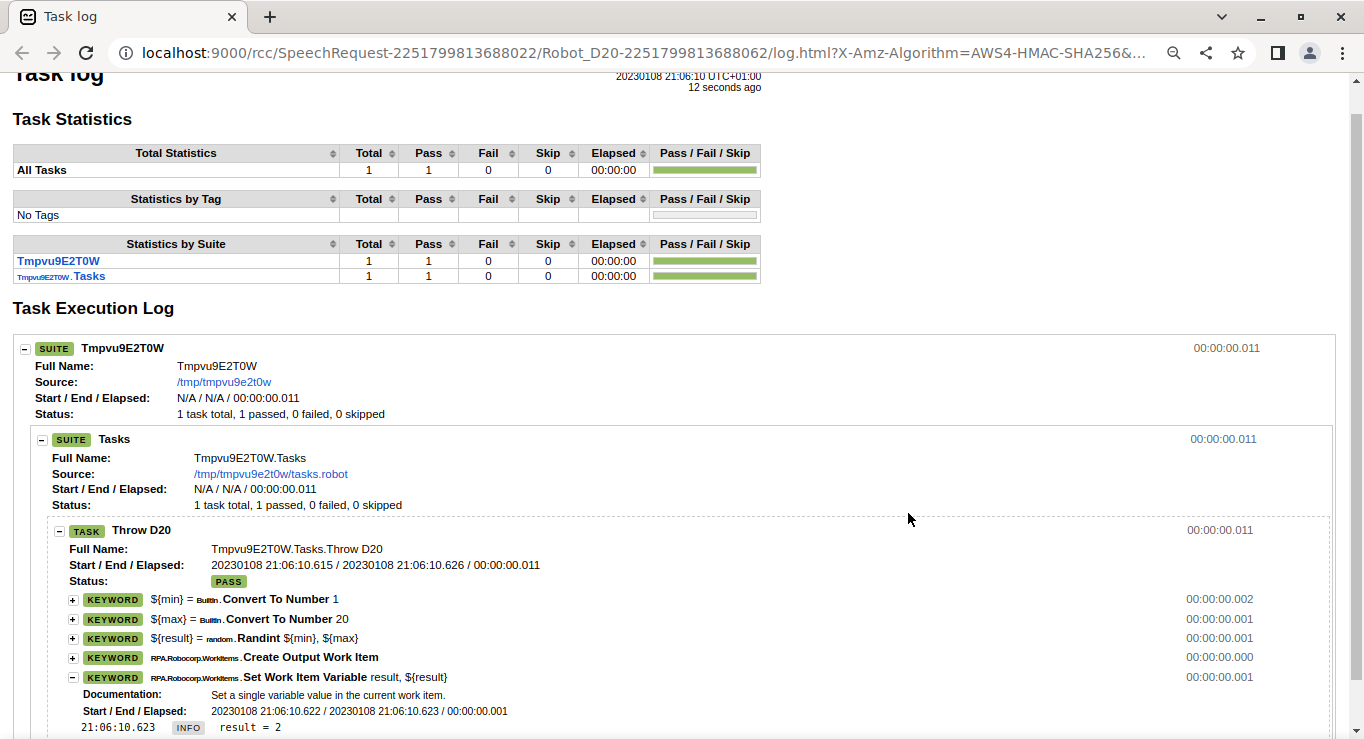 Task log
localhost:9000/rcc/SpeechRequest-2251799813688022/Robot_D20-2251799813688062/log.html?X-Amz-Algorithm=AWS4-HMAC-SHA256&...
Task log
20230108 21:06:10 UTC+01:00
12 seconds ago
Task Statistics
Total Statistics Total Pass Fail Skip Elapsed Pass / Fail / Skip
All Tasks 1 1 0 0 00:00:00
Statistics by Tag Total Pass Fail Skip Elapsed Pass / Fail / Skip
No Tags
Statistics by Suite Total Pass Fail Skip Elapsed Pass / Fail / Skip
Tmpvu9E2T0W 1 1 0 0 00:00:00
Tmpvu9E2T0W . Tasks 1 1 0 0 00:00:00
Task Execution Log
SUITE Tmpvu9E2T0W 00:00:00.011
Full Name: Tmpvu9E2T0W
Source: /tmp/tmpvu9e2t0w
Start / End / Elapsed: N/A / N/A / 00:00:00.011
Status: 1 task total, 1 passed, 0 failed, 0 skipped
SUITE Tasks 00:00:00.011
Full Name: Tmpvu9E2T0W.Tasks
Source: /tmp/tmpvu9e2t0w/tasks.robot
Start / End / Elapsed: N/A / N/A / 00:00:00.011
Status: 1 task total, 1 passed, 0 failed, 0 skipped
TASK Throw D20 00:00:00.011
Full Name: Tmpvu9E2T0W.Tasks.Throw D20
Start / End / Elapsed: 20230108 21:06:10.615 / 20230108 21:06:10.626 / 00:00:00.011
Status: PASS
KEYWORD ${min} = BuiltIn . Convert To Number 1 00:00:00.002
KEYWORD ${max} = BuiltIn . Convert To Number 20 00:00:00.001
KEYWORD ${result} = random . Randint ${min}, ${max} 00:00:00.001
KEYWORD RPA.Robocorp.WorkItems . Create Output Work Item 00:00:00.000
KEYWORD RPA.Robocorp.WorkItems . Set Work Item Variable result, ${result} 00:00:00.001
Documentation: Set a single variable value in the current work item.
Start / End / Elapsed: 20230108 21:06:10.622 / 20230108 21:06:10.623 / 00:00:00.001
21:06:10.623 INFO result = 2